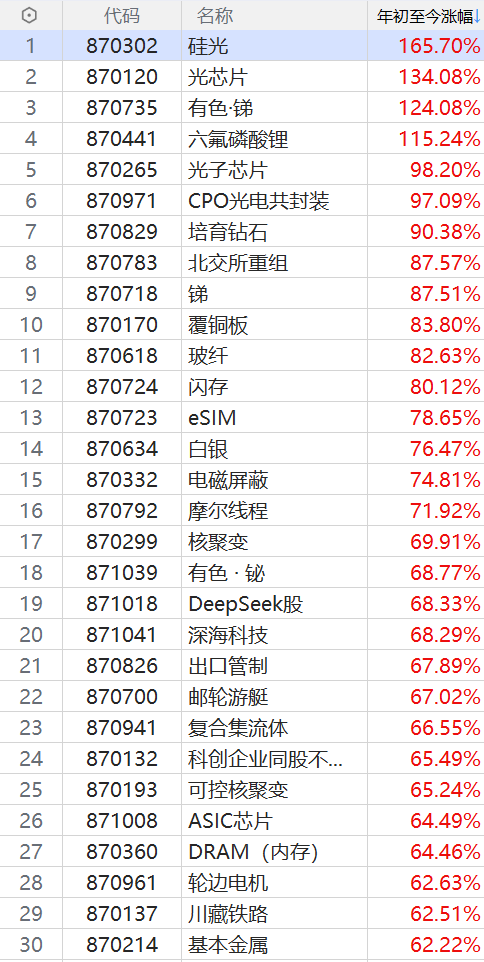 代码 名称 年初至今涨幅↓
1 870302 硅光 165.70%
2 870120 光芯片 134.08%
3 870735 有色·锑 124.08%
4 870441 六氟磷酸锂 115.24%
5 870265 光子芯片 98.20%
6 870971 CPO光电共封装 97.09%
7 870829 培育钻石 90.38%
8 870783 北交所重组 87.57%
9 870718 锑 87.51%
10 870170 覆铜板 83.80%
11 870618 玻纤 82.63%
12 870724 闪存 80.12%
13 870723 eSIM 78.65%
14 870634 白银 76.47%
15 870332 电磁屏蔽 74.81%
16 870792 摩尔线程 71.92%
17 870299 核聚变 69.91%
18 871039 有色 · 铋 68.77%
19 871018 DeepSeek股 68.33%
20 871041 深海科技 68.29%
21 870826 出口管制 67.89%
22 870700 邮轮游艇 67.02%
23 870941 复合集流体 66.55%
24 870132 科创企业同股不... 65.49%
25 870193 可控核聚变 65.24%
26 871008 ASIC芯片 64.49%
27 870360 DRAM（内存） 64.46%
28 870961 轮边电机 62.63%
29 870137 川藏铁路 62.51%
30 870214 基本金属 62.22%